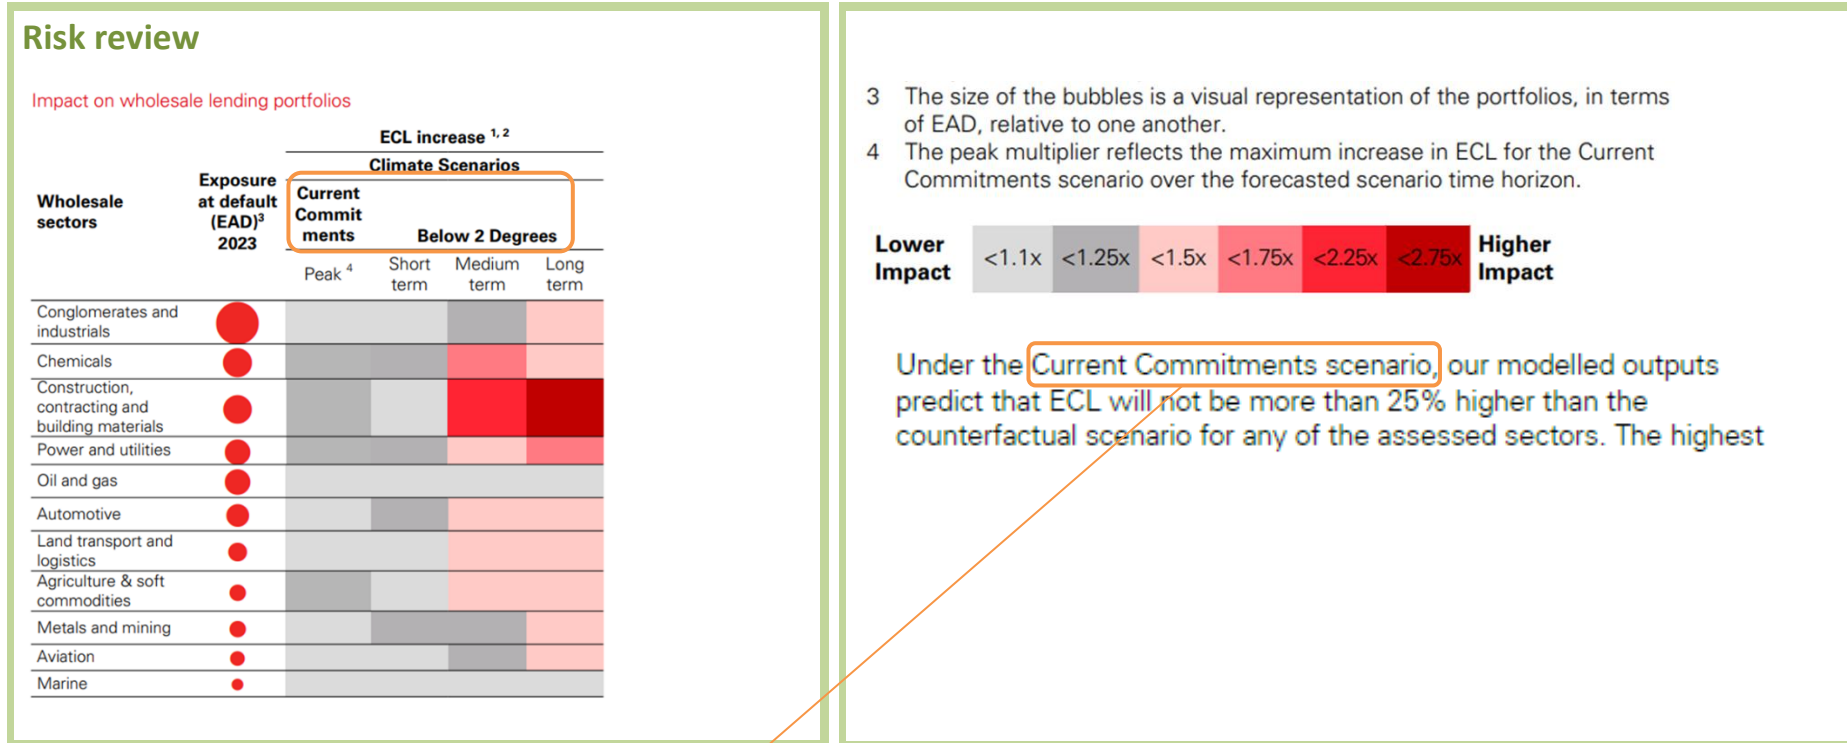 Risk review
Impact on wholesale lending portfolios
ECL increase 1, 2
Climate Scenarios
Wholesale
sectors
Exposure
at default
(EAD)3
2023
Current
Commit
ments
Below 2 Degrees
Peak 4
Short
term
Medium
term
Long
term
Conglomerates and
industrials
Chemicals
Construction,
contracting and
building materials
Power and utilities
Oil and gas
Automotive
Land transport and
logistics
Agriculture & soft
commodities
Metals and mining
Aviation
Marine
3 The size of the bubbles is a visual representation of the portfolios, in terms
of EAD, relative to one another.
4 The peak multiplier reflects the maximum increase in ECL for the Current
Commitments scenario over the forecasted scenario time horizon.
Lower
Impact
<1.1x <1.25x <1.5x <1.75x <2.25x <2.75x
Higher
Impact
Under the Current Commitments scenario, our modelled outputs
predict that ECL will not be more than 25% higher than the
counterfactual scenario for any of the assessed sectors. The highest